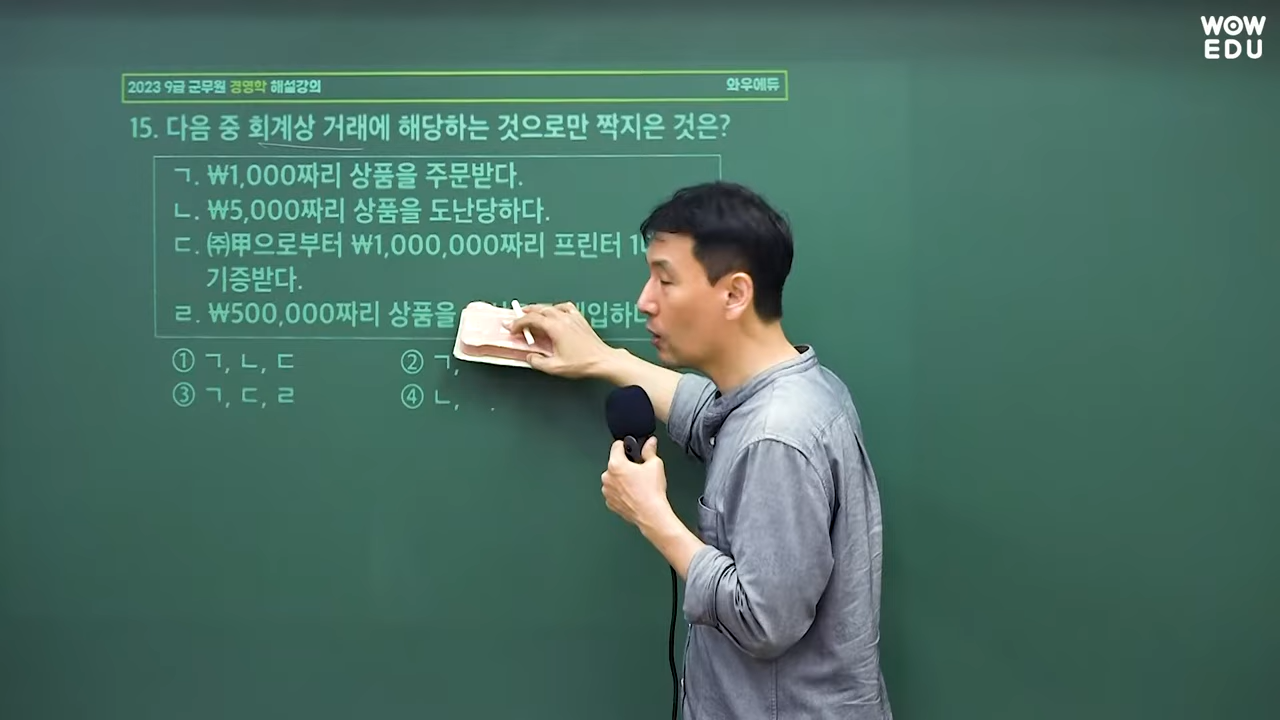 WOW
EDU
2023 9급 군무원 경영학 해설강의
와우에듀
15. 다음 중 회계상 거래에 해당하는 것으로만 짝지은 것은?
ㄱ. ₩1,000짜리 상품을 주문받다.
ㄴ. ₩5,000짜리 상품을 도난당하다.
ㄷ. ㈜甲으로부터 ₩1,000,000짜리 프린터
기증받다.
ㄹ. ₩500,000짜리 상품을
① ㄱ, ㄴ, ㄷ
② ㄱ,
③ ㄱ, ㄷ, ㄹ
④ ㄴ,